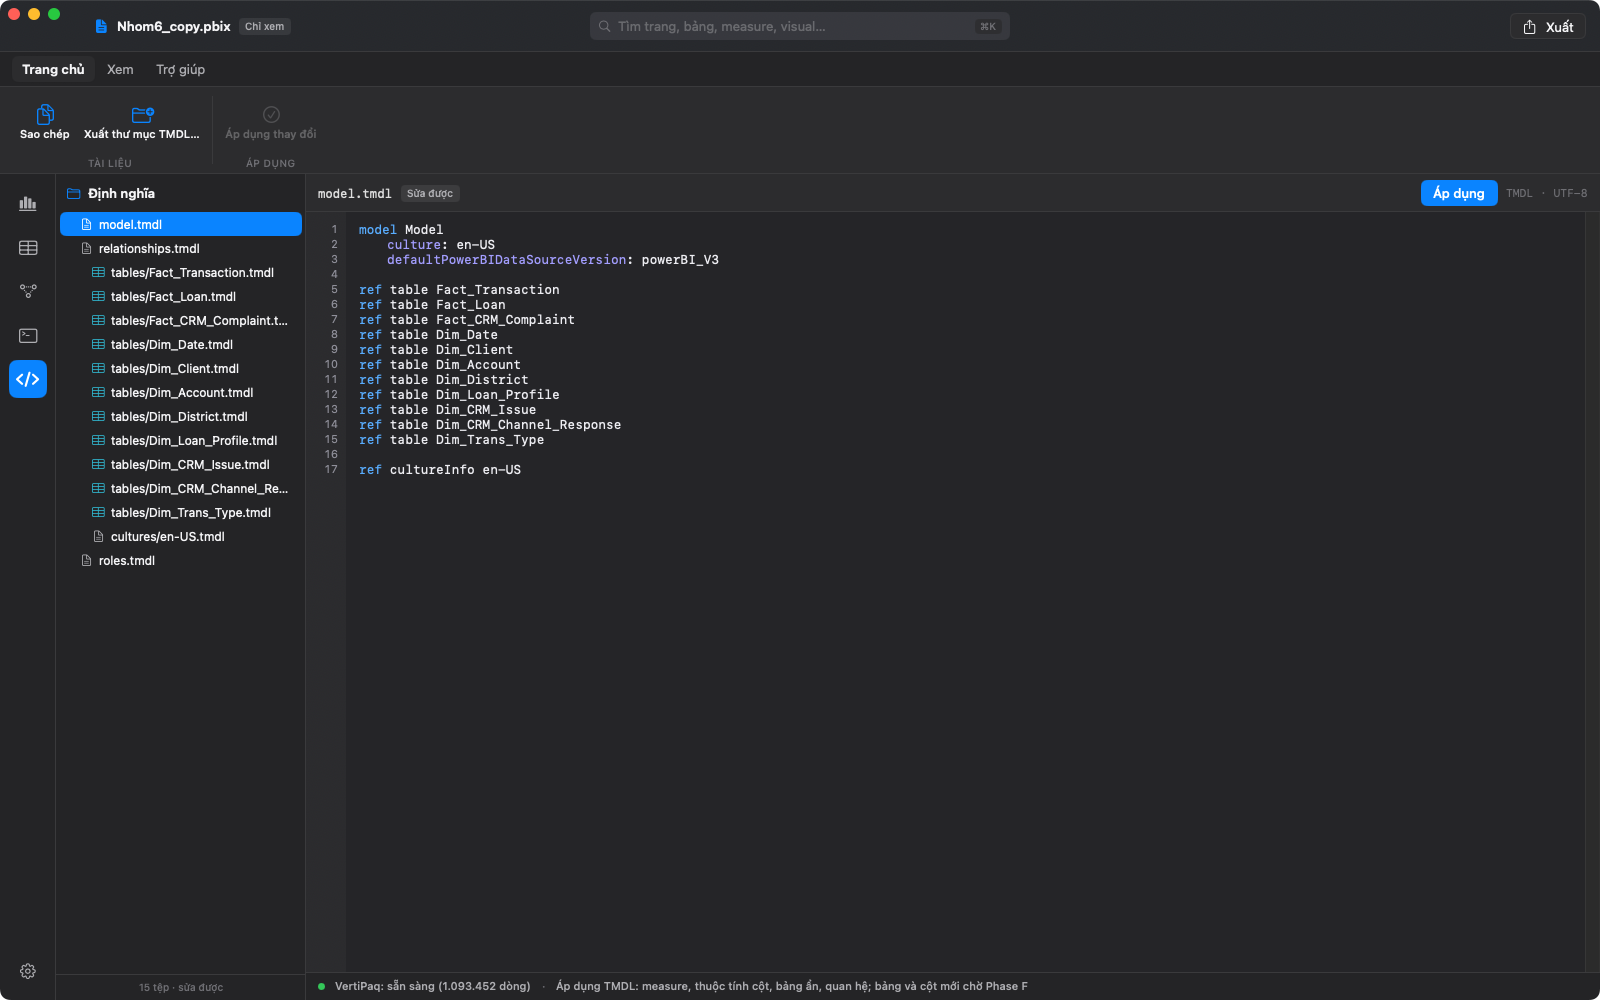 Nhom6_copy.pbix
Chỉ xem
Tìm trang, bảng, measure, visual...
⌘K
Xuất
Trang chủ
Xem
Trợ giúp
Sao chép
Xuất thư mục TMDL...
Áp dụng thay đổi
TÀI LIỆU
ÁP DỤNG
Định nghĩa
model.tmdl
relationships.tmdl
tables/Fact_Transaction.tmdl
tables/Fact_Loan.tmdl
tables/Fact_CRM_Complaint.t...
tables/Dim_Date.tmdl
tables/Dim_Client.tmdl
tables/Dim_Account.tmdl
tables/Dim_District.tmdl
tables/Dim_Loan_Profile.tmdl
tables/Dim_CRM_Issue.tmdl
tables/Dim_CRM_Channel_Re...
tables/Dim_Trans_Type.tmdl
cultures/en-US.tmdl
roles.tmdl
15 tệp · sửa được
model.tmdl
Sửa được
Áp dụng
TMDL · UTF-8
1 model Model
2 culture: en-US
3 defaultPowerBIDataSourceVersion: powerBI_V3
4
5 ref table Fact_Transaction
6 ref table Fact_Loan
7 ref table Fact_CRM_Complaint
8 ref table Dim_Date
9 ref table Dim_Client
10 ref table Dim_Account
11 ref table Dim_District
12 ref table Dim_Loan_Profile
13 ref table Dim_CRM_Issue
14 ref table Dim_CRM_Channel_Response
15 ref table Dim_Trans_Type
16
17 ref cultureInfo en-US
VertiPaq: sẵn sàng (1.093.452 dòng) · Áp dụng TMDL: measure, thuộc tính cột, bảng ẩn, quan hệ; bảng và cột mới chờ Phase F